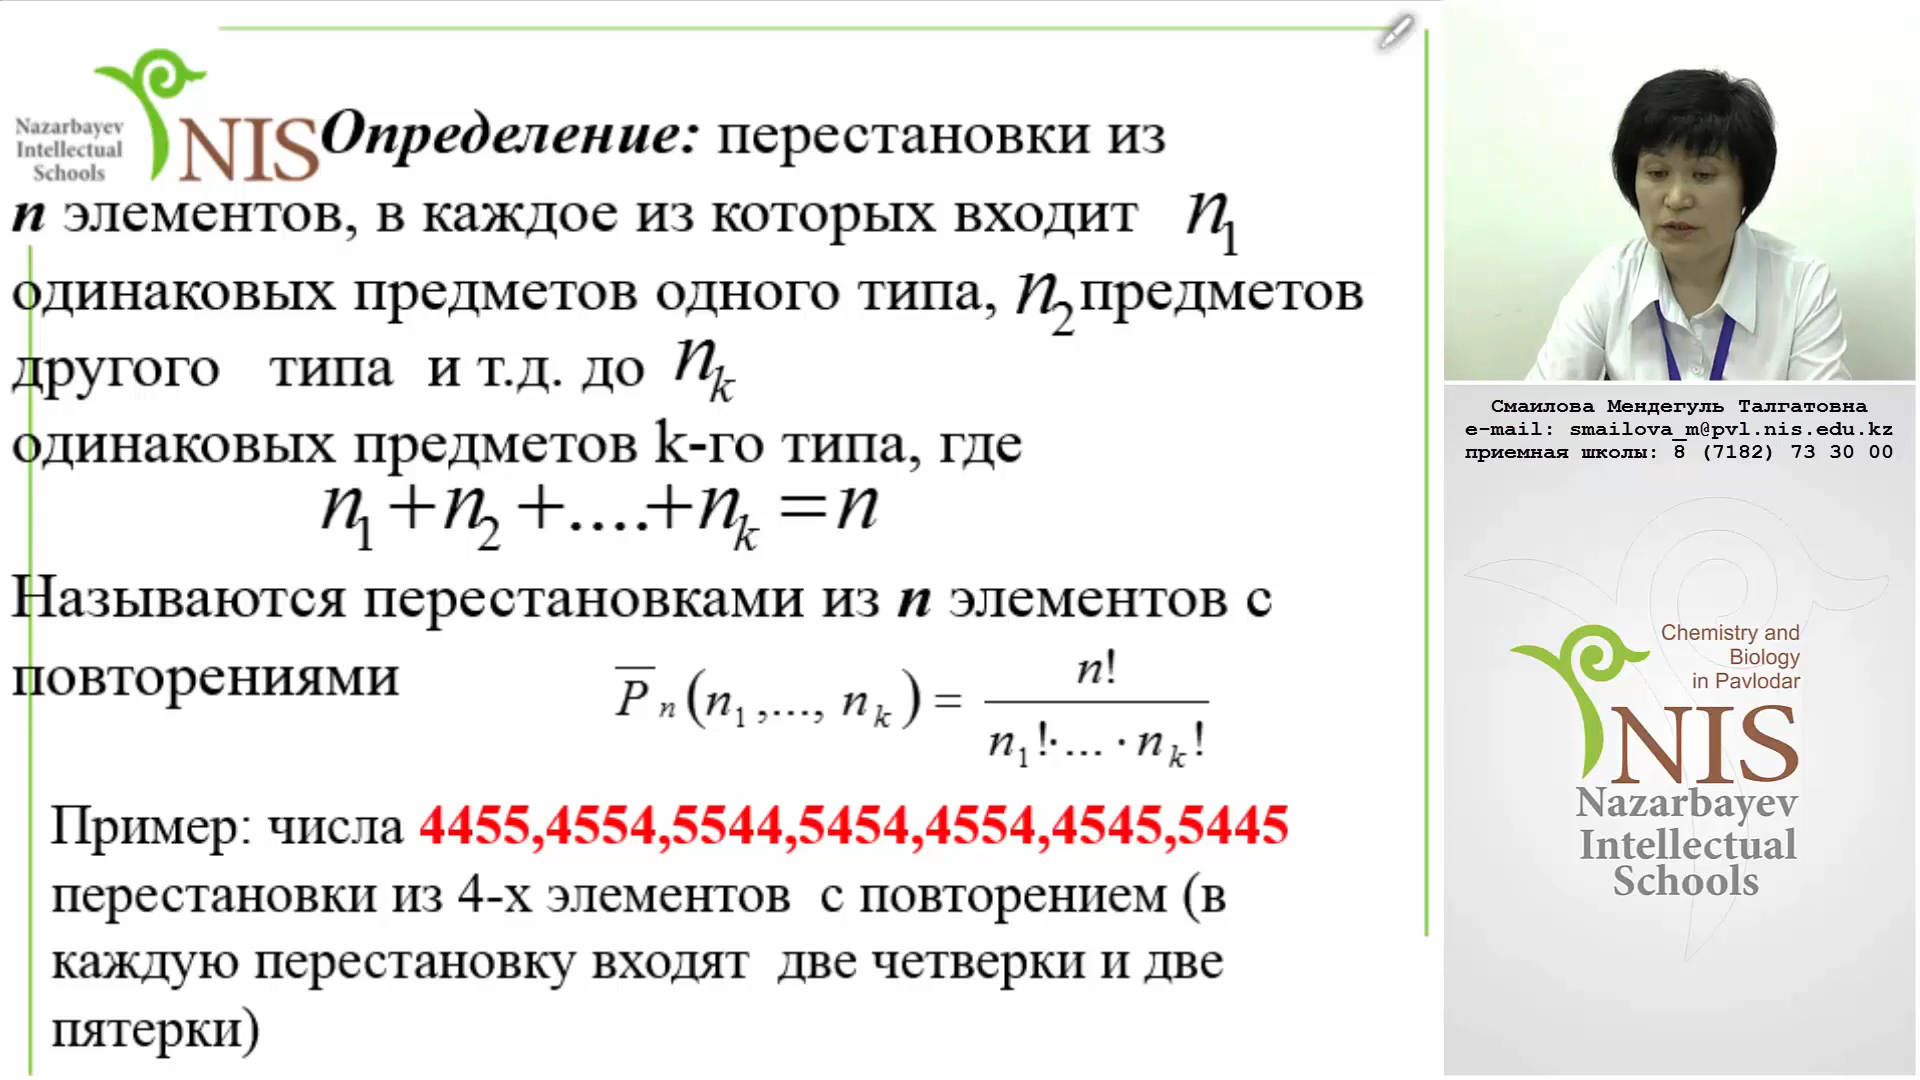 Nazarbayev
Intellectual
Schools
NIS
Определение: перестановки из
n элементов, в каждое из которых входит n₁
одинаковых предметов одного типа, n₂ предметов
другого типа и т.д. до nₖ
одинаковых предметов k-го типа, где
n₁+n₂+....+nₖ=n
Называются перестановками из n элементов с
повторениями P̅ₙ(n₁,..., nₖ)= n! / n₁!·...·nₖ!
Пример: числа 4455,4554,5544,5454,4554,4545,5445
перестановки из 4-х элементов с повторением (в
каждую перестановку входят две четверки и две
пятерки)
Смаилова Мендегуль Талгатовна
e-mail: smailova_m@pvl.nis.edu.kz
приемная школы: 8 (7182) 73 30 00
Chemistry and
Biology
in Pavlodar
NIS
Nazarbayev
Intellectual
Schools